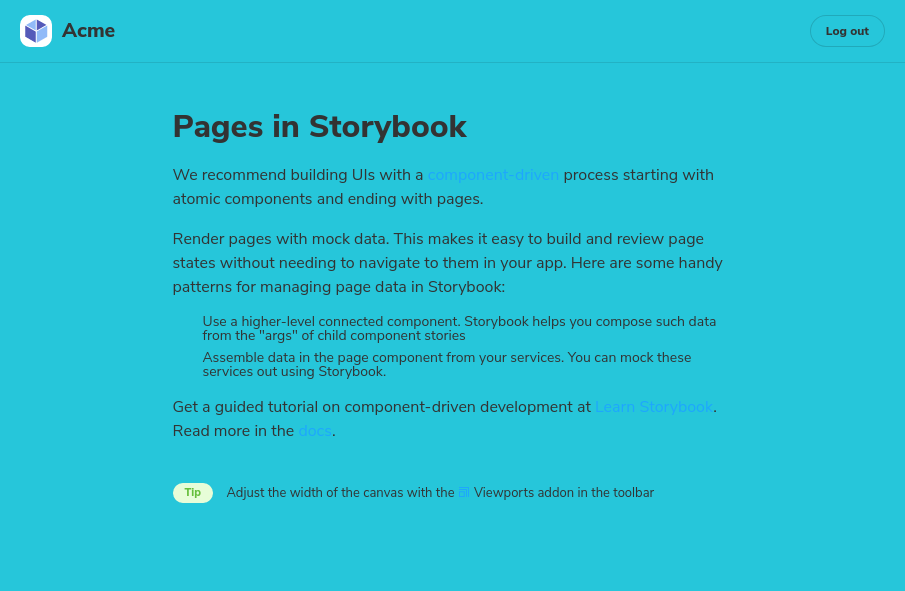 Acme
Log out
Pages in Storybook
We recommend building UIs with a component-driven process starting with
atomic components and ending with pages.
Render pages with mock data. This makes it easy to build and review page
states without needing to navigate to them in your app. Here are some handy
patterns for managing page data in Storybook:
Use a higher-level connected component. Storybook helps you compose such data
from the "args" of child component stories
Assemble data in the page component from your services. You can mock these
services out using Storybook.
Get a guided tutorial on component-driven development at Learn Storybook.
Read more in the docs.
Tip Adjust the width of the canvas with the Viewports addon in the toolbar